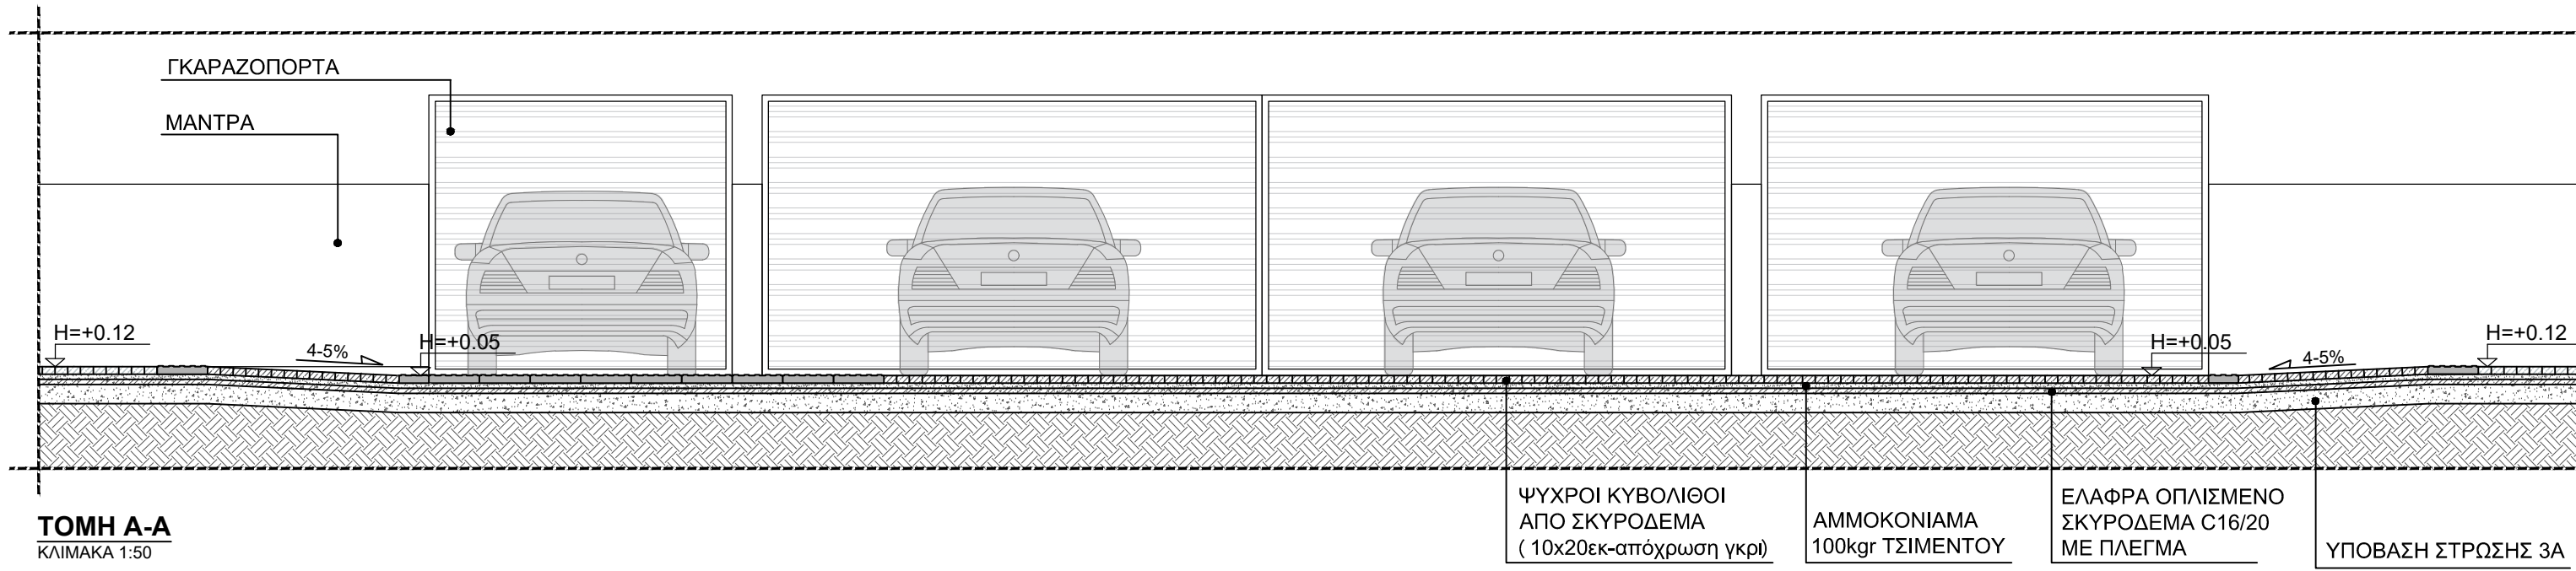 ΓΚΑΡΑΖΟΠΟΡΤΑ
ΜΑΝΤΡΑ
H=+0.12
4-5%
H=+0.05
H=+0.05
4-5%
H=+0.12
ΤΟΜΗ Α-Α
ΚΛΙΜΑΚΑ 1:50
ΨΥΧΡΟΙ ΚΥΒΟΛΙΘΟΙ
ΑΠΟ ΣΚΥΡΟΔΕΜΑ
( 10x20εκ-απόχρωση γκρι)
ΑΜΜΟΚΟΝΙΑΜΑ
100kgr ΤΣΙΜΕΝΤΟΥ
ΕΛΑΦΡΑ ΟΠΛΙΣΜΕΝΟ
ΣΚΥΡΟΔΕΜΑ C16/20
ΜΕ ΠΛΕΓΜΑ
ΥΠΟΒΑΣΗ ΣΤΡΩΣΗΣ 3Α